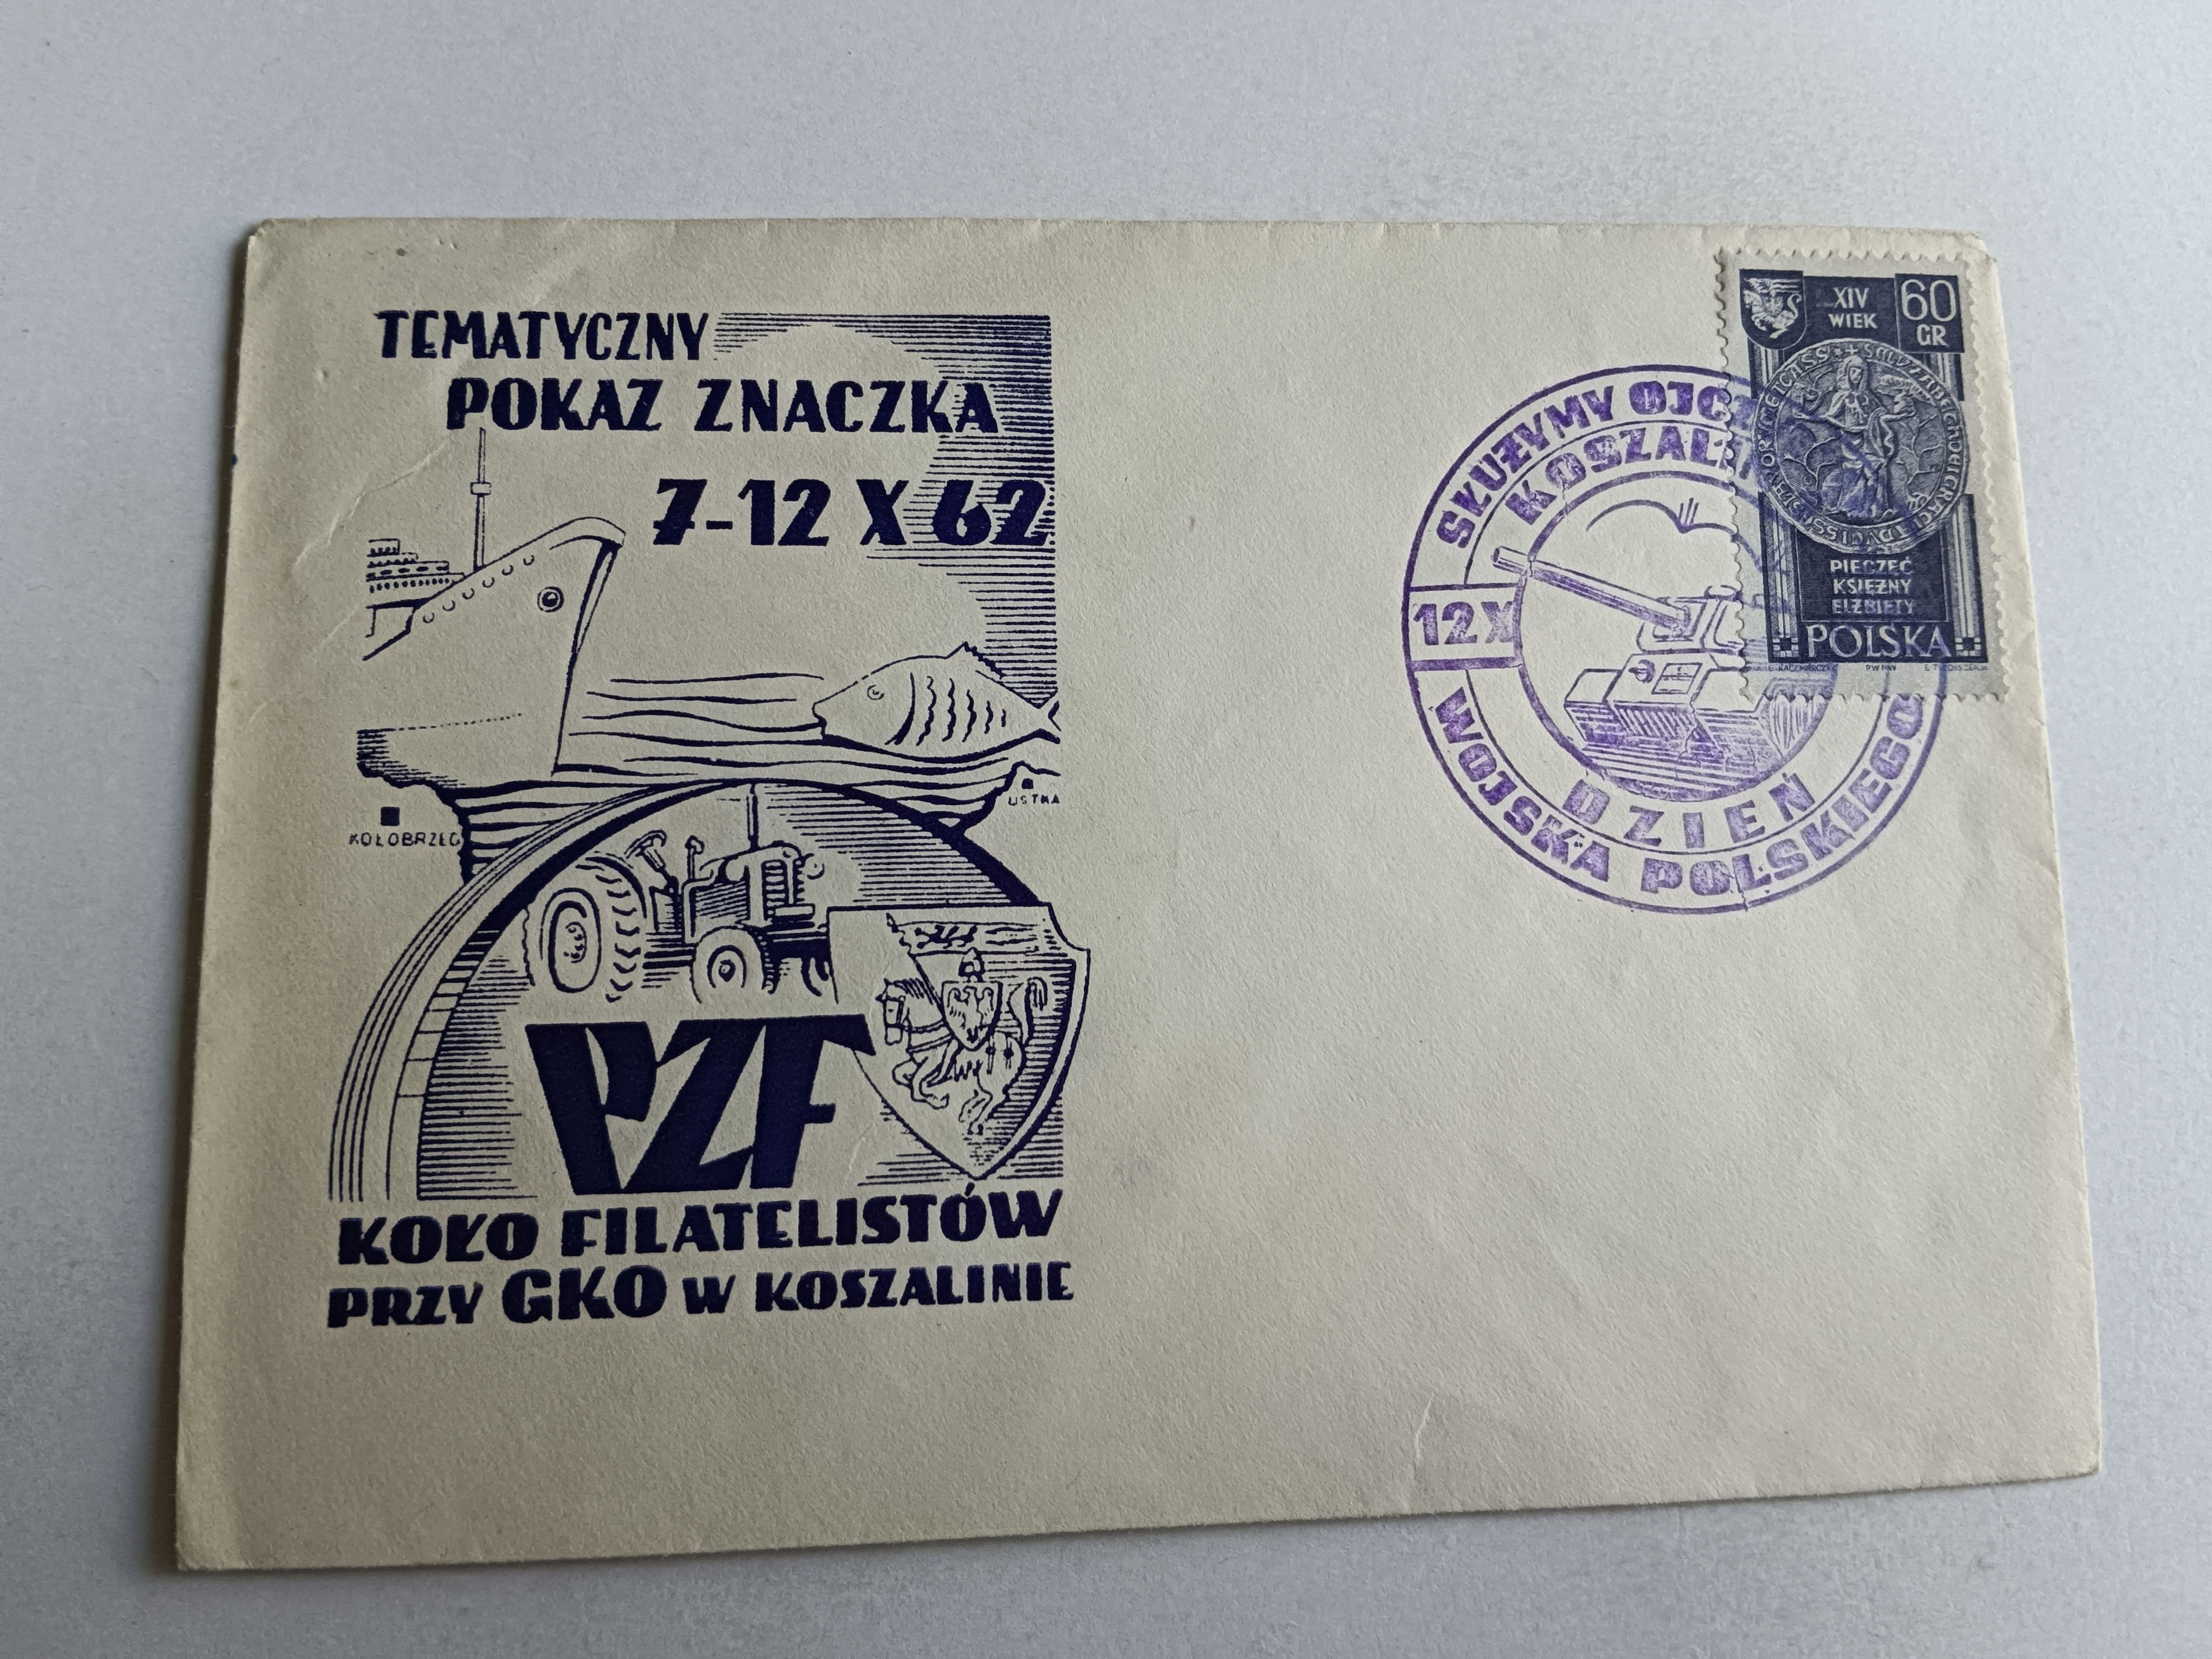 TEMATYCZNY
POKAZ ZNACZKA
7-12 X 62
KOŁOBRZEG
USTKA
PZF
KOŁO FILATELISTÓW
PRZY GKO W KOSZALINIE
SŁUŻYMY
12 X
DZIEŃ
WOJSKA POLSKIEGO
XIV
WIEK
60
GR
PIECZĘĆ
KSIĘŻNY
ELŻBIETY
POLSKA